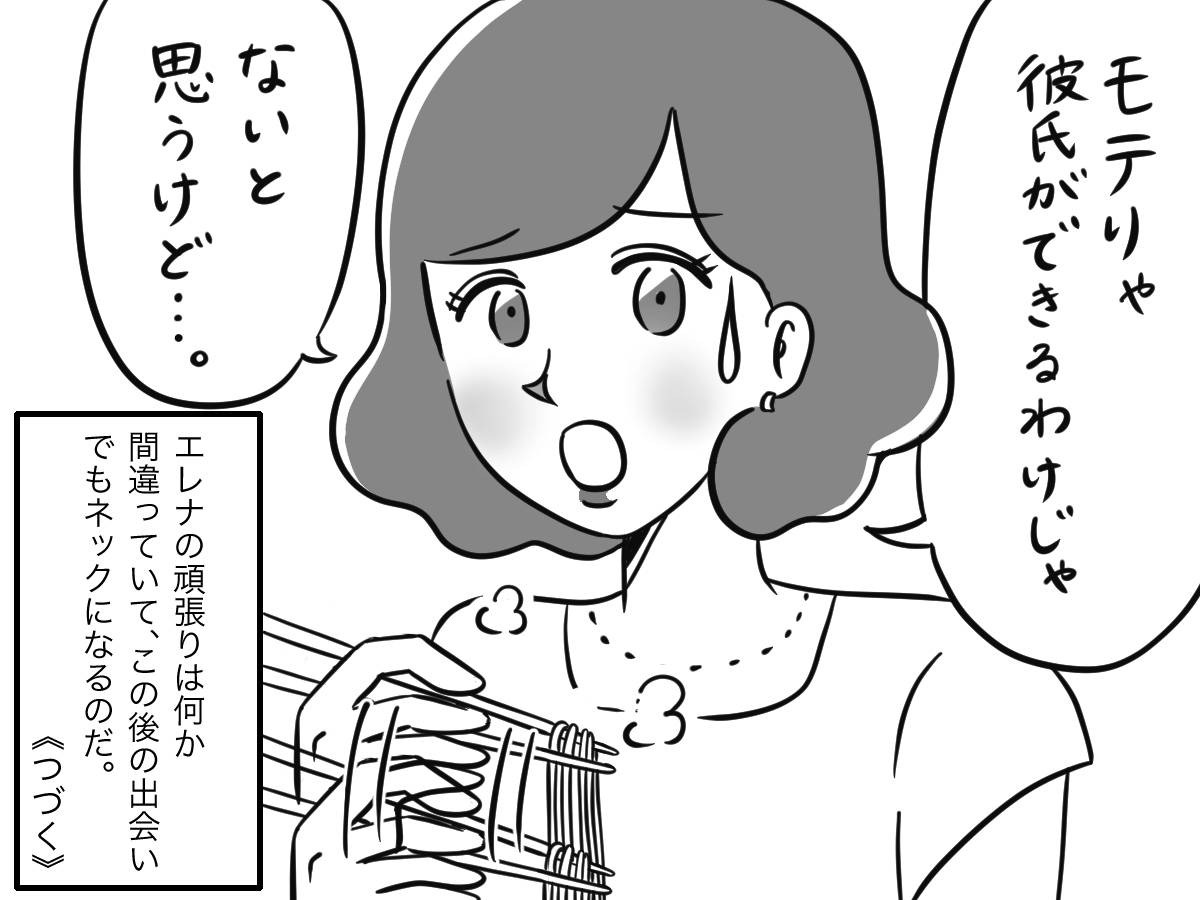 モテりゃ
彼氏ができるわけじゃ
ないと
思うけど…。
エレナの頑張りは何か
間違っていて、この後の出会い
でもネックになるのだ。
《つづく》